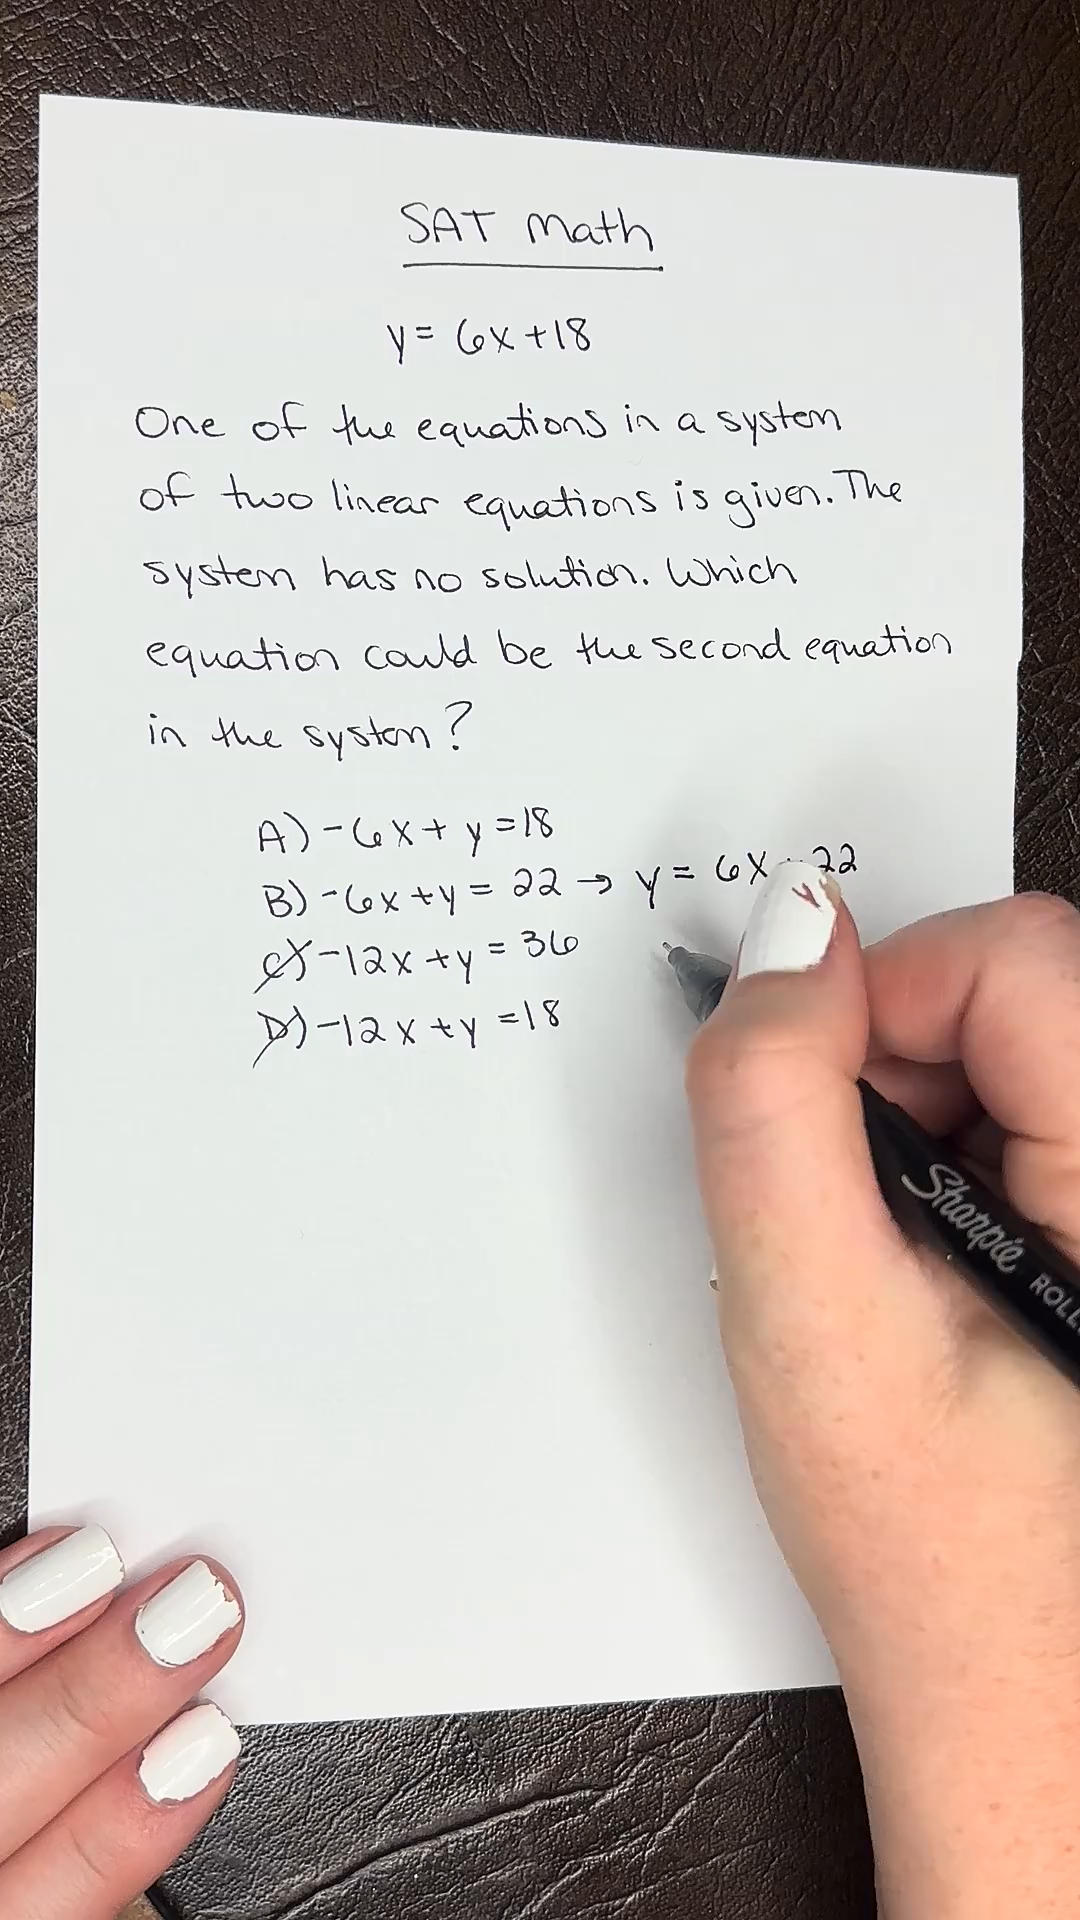 SAT Math
y = 6x +18
One of the equations in a system
of two linear equations is given. The
system has no solution. Which
equation could be the second equation
in the system?
A) -6x + y = 18
B) -6x + y = 22 → y = 6x + 22
C) -12x + y = 36
D) -12x + y = 18
Sharpie